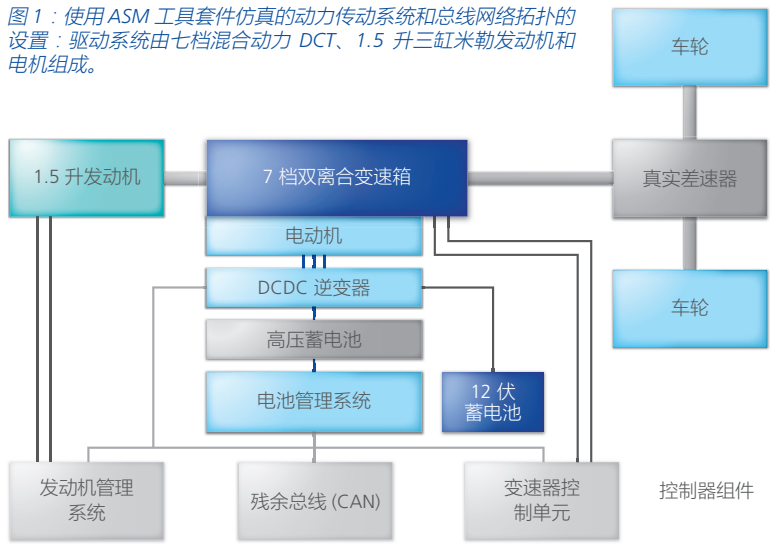 图 1：使用 ASM 工具套件仿真的动力传动系统和总线网络拓扑的
设置：驱动系统由七档混合动力 DCT、1.5 升三缸米勒发动机和
电机组成。
车轮
1.5 升发动机
7 档双离合变速箱
真实差速器
电动机
DCDC 逆变器
车轮
高压蓄电池
电池管理系统
12 伏
蓄电池
发动机管理
系统
残余总线 (CAN)
变速器控
制单元
控制器组件